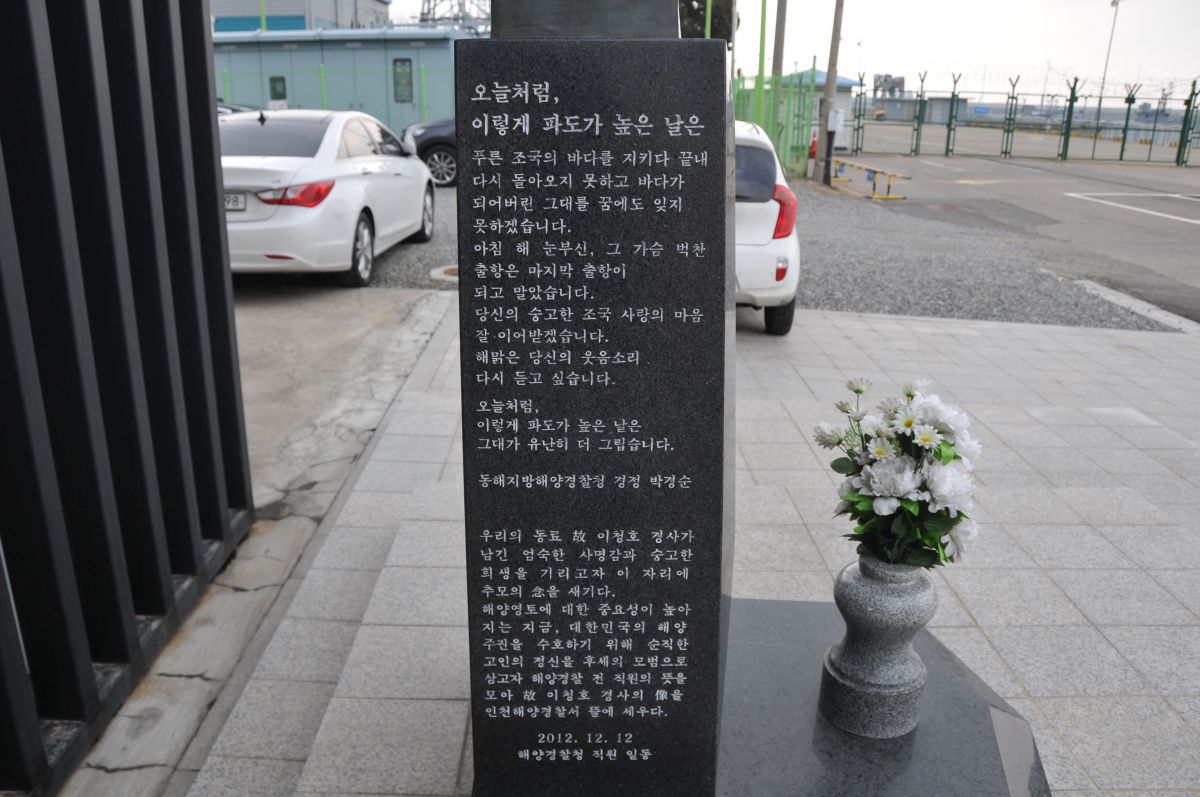 오늘처럼,
이렇게 파도가 높은 날은
푸른 조국의 바다를 지키다 끝내
다시 돌아오지 못하고 바다가
되어버린 그대를 꿈에도 잊지
못하겠습니다.
아침 해 눈부신, 그 가슴 벅찬
출항은 마지막 출항이
되고 말았습니다.
당신의 숭고한 조국 사랑의 마음
잘 이어받겠습니다.
해맑은 당신의 웃음소리
다시 듣고 싶습니다.
오늘처럼,
이렇게 파도가 높은 날은
그대가 유난히 더 그립습니다.
동해지방해양경찰청 경정 박경순
우리의 동료 故 이청호 경사가
남긴 엄숙한 사명감과 숭고한
희생을 기리고자 이 자리에
추모의 念을 새기다.
해양영토에 대한 중요성이 높아
지는 지금, 대한민국의 해양
주권을 수호하기 위해 순직한
고인의 정신을 후세의 모범으로
삼고자 해양경찰 전 직원의 뜻을
모아 故 이청호 경사의 像을
인천해양경찰서 뜰에 세우다.
2012. 12. 12
해양경찰청 직원 일동
98